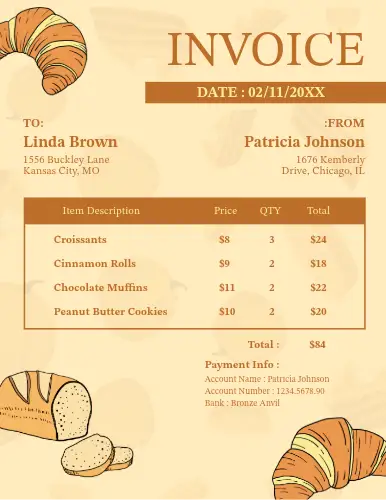 INVOICE
DATE : 02/11/20XX
TO:
Linda Brown
1556 Buckley Lane
Kansas City, MO
:FROM
Patricia Johnson
1676 Kemberly
Drive, Chicago, IL
Item Description Price QTY Total
Croissants $8 3 $24
Cinnamon Rolls $9 2 $18
Chocolate Muffins $11 2 $22
Peanut Butter Cookies $10 2 $20
Total : $84
Payment Info :
Account Name : Patricia Johnson
Account Number : 1234.5678.90
Bank : Bronze Anvil